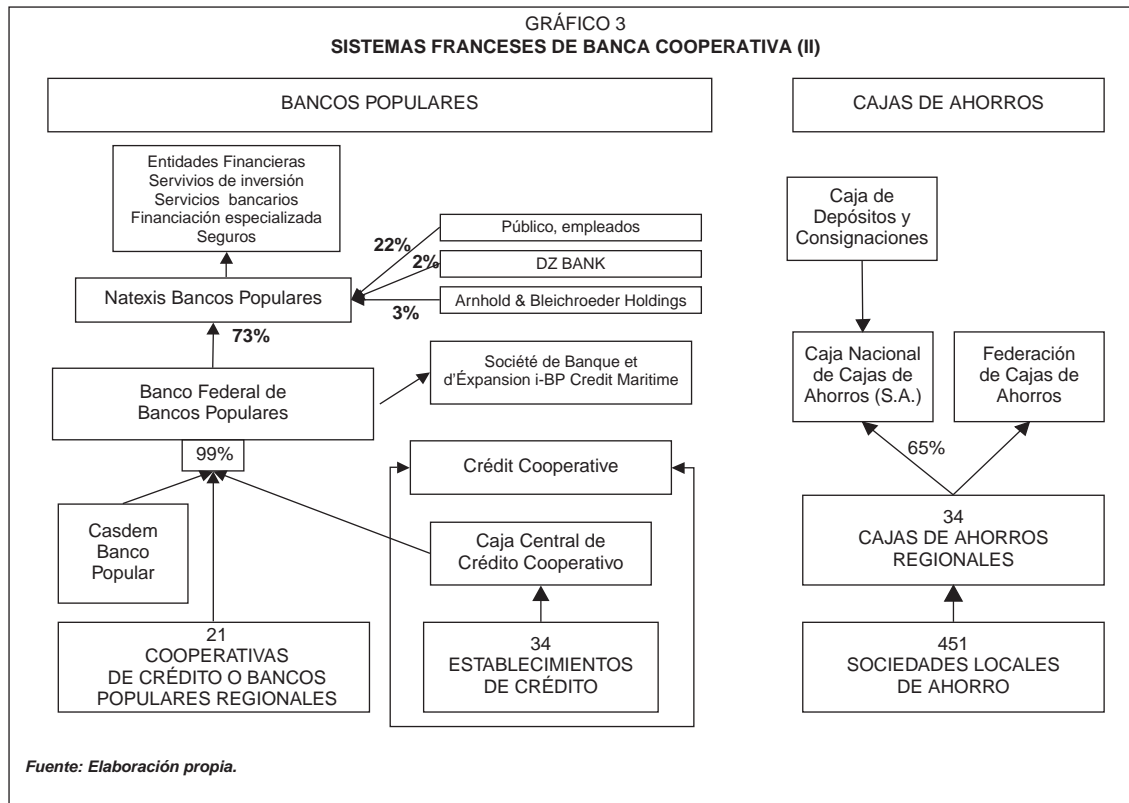 GRÁFICO 3
SISTEMAS FRANCESES DE BANCA COOPERATIVA (II)
BANCOS POPULARES
CAJAS DE AHORROS
Entidades Financieras
Servivios de inversión
Servicios bancarios
Financiación especializada
Seguros
Caja de
Depósitos y
Consignaciones
Público, empleados
22%
2%
DZ BANK
Natexis Bancos Populares
Arnhold & Bleichroeder Holdings
3%
73%
Société de Banque et
d'Éxpansion i-BP Credit Maritime
Caja Nacional
de Cajas de
Ahorros (S.A.)
Federación
de Cajas de
Ahorros
Banco Federal de
Bancos Populares
99%
65%
Crédit Cooperative
Casdem
Banco
Popular
Caja Central de
Crédito Cooperativo
34
CAJAS DE AHORROS
REGIONALES
21
COOPERATIVAS
DE CRÉDITO O BANCOS
POPULARES REGIONALES
34
ESTABLECIMIENTOS
DE CRÉDITO
451
SOCIEDADES LOCALES
DE AHORRO
Fuente: Elaboración propia.